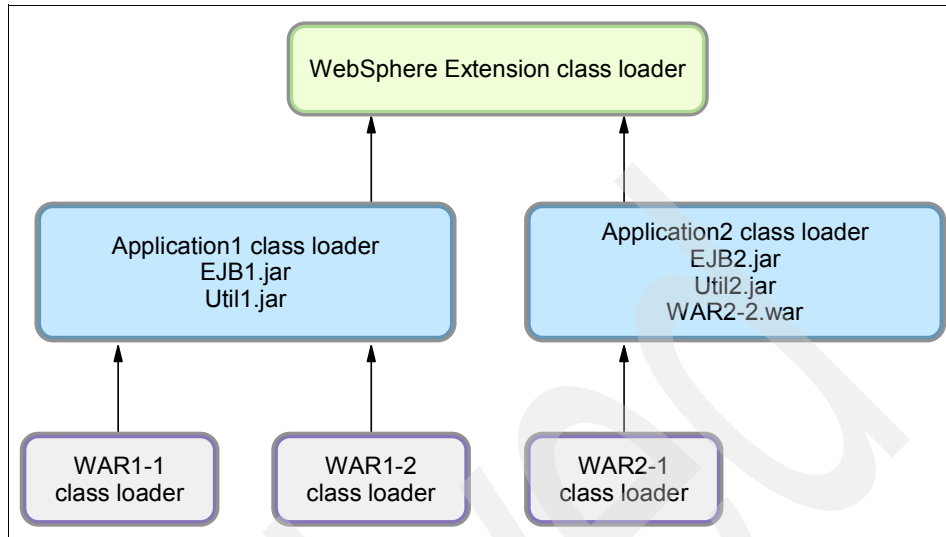 WebSphere Extension class loader
Application1 class loader
EJB1.jar
Util1.jar
Application2 class loader
EJB2.jar
Util2.jar
WAR2-2.war
WAR1-1
class loader
WAR1-2
class loader
WAR2-1
class loader